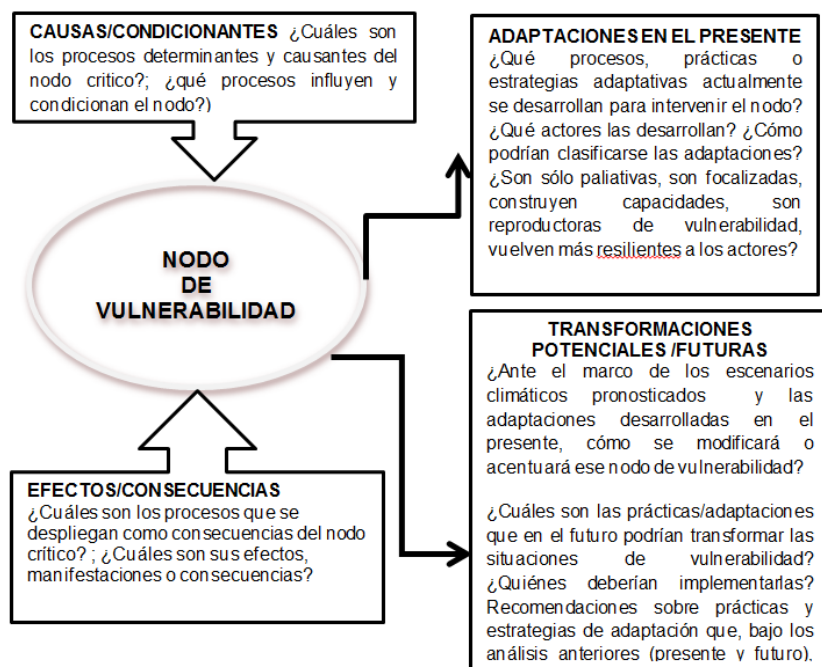 CAUSAS/CONDICIONANTES ¿Cuáles son
los procesos determinantes y causantes del
nodo critico?; ¿qué procesos influyen y
condicionan el nodo?)
ADAPTACIONES EN EL PRESENTE
¿Qué procesos, prácticas o
estrategias adaptativas actualmente
se desarrollan para intervenir el nodo?
¿Qué actores las desarrollan? ¿Cómo
podrían clasificarse las adaptaciones?
¿Son sólo paliativas, son focalizadas,
construyen capacidades, son
reproductoras de vulnerabilidad,
vuelven más resilientes a los actores?
NODO
DE
VULNERABILIDAD
EFECTOS/CONSECUENCIAS
¿Cuáles son los procesos que se
despliegan como consecuencias del nodo
crítico? ; ¿Cuáles son sus efectos,
manifestaciones o consecuencias?
TRANSFORMACIONES
POTENCIALES /FUTURAS
¿Ante el marco de los escenarios
climáticos pronosticados y las
adaptaciones desarrolladas en el
presente, cómo se modificará o
acentuará ese nodo de vulnerabilidad?
¿Cuáles son las prácticas/adaptaciones
que en el futuro podrían transformar las
situaciones de vulnerabilidad?
¿Quiénes deberían implementarlas?
Recomendaciones sobre prácticas y
estrategias de adaptación que, bajo los
análisis anteriores (presente y futuro),